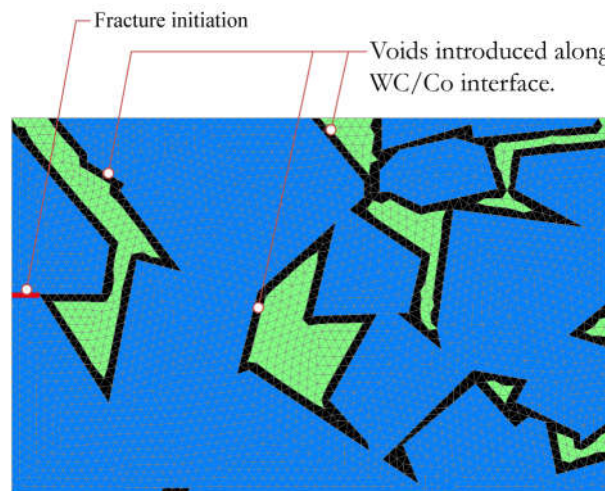 Fracture initiation
Voids introduced along
WC/Co interface.